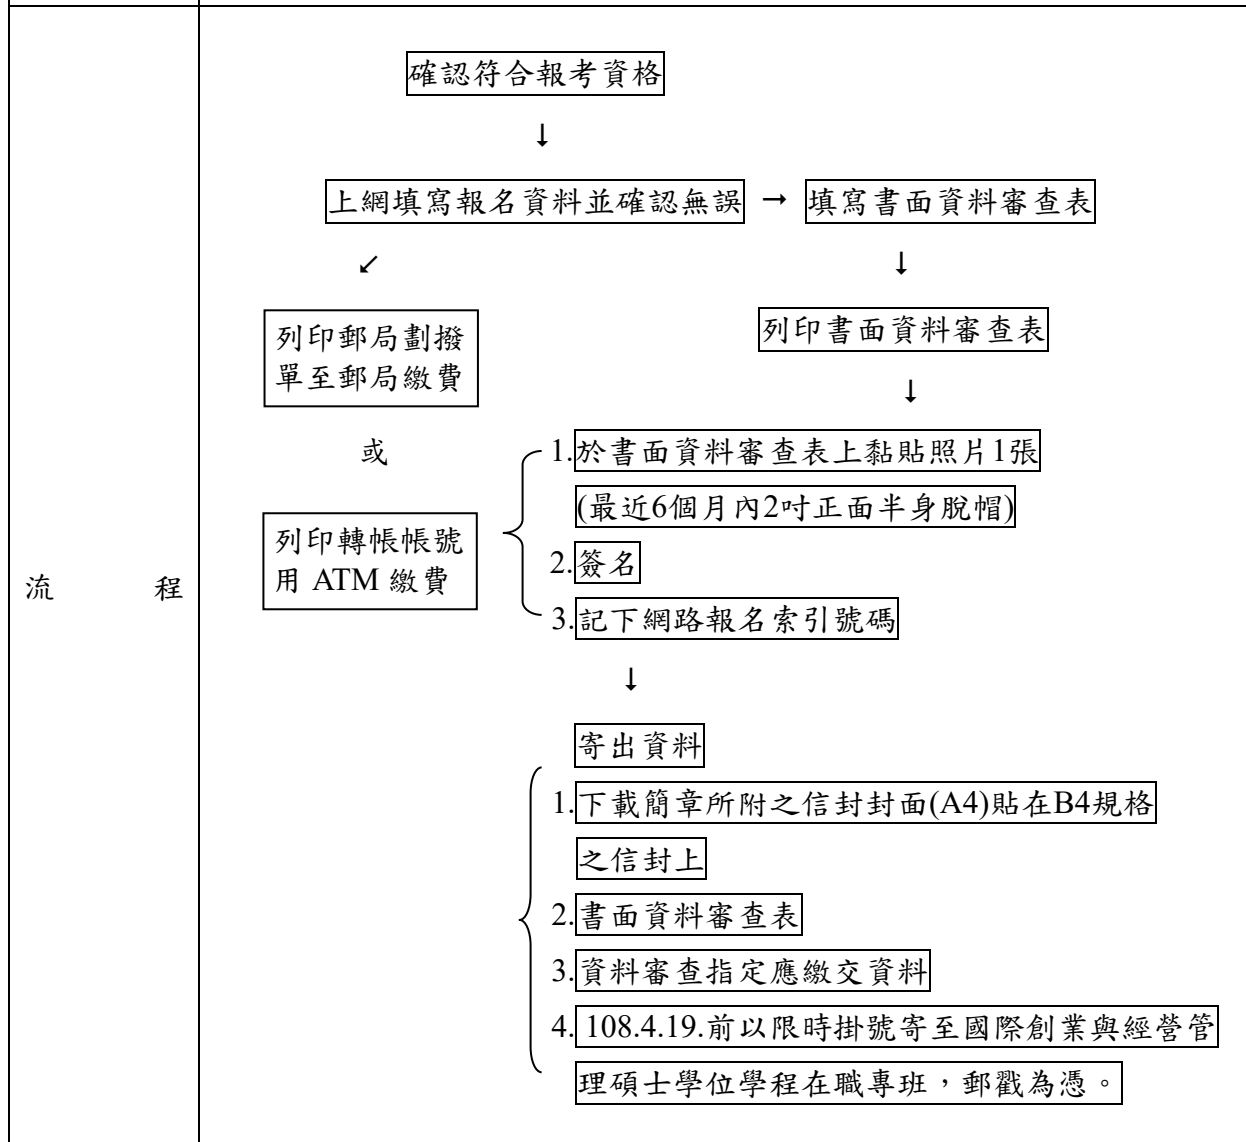 流 程
確認符合報考資格
↓
上網填寫報名資料並確認無誤 → 填寫書面資料審查表
↙ ↓
列印郵局劃撥
單至郵局繳費
或
列印轉帳帳號
用 ATM 繳費
列印書面資料審查表
↓
1.於書面資料審查表上黏貼照片1張
(最近6個月內2吋正面半身脫帽)
2.簽名
3.記下網路報名索引號碼
↓
寄出資料
1.下載簡章所附之信封封面(A4)貼在B4規格
之信封上
2.書面資料審查表
3.資料審查指定應繳交資料
4. 108.4.19.前以限時掛號寄至國際創業與經營管
理碩士學位學程在職專班，郵戳為憑。